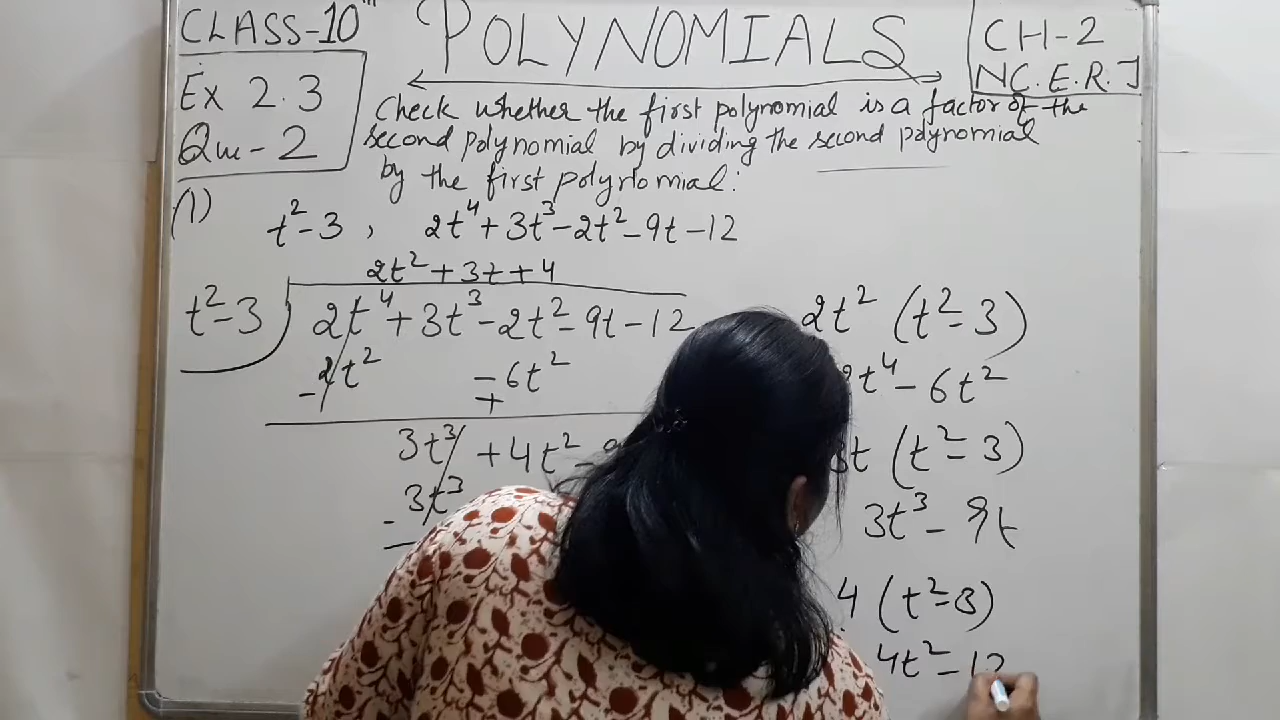 CLASS-10th
POLYNOMIALS
CH-2
N.C.E.R.T
Ex 2.3
Qu-2
Check whether the first polynomial is a factor of the
second polynomial by dividing the second polynomial
by the first polynomial:
(1)
t²-3, 2t⁴+3t³-2t²-9t-12
2t²+3t+4
t²-3) 2t⁴+3t³-2t²-9t-12
-2t² -6t²
+
3t³+4t²-9
-3t³
2t² (t²-3)
2t⁴-6t²
3t (t²-3)
3t³-9t
4 (t²-3)
4t²-12